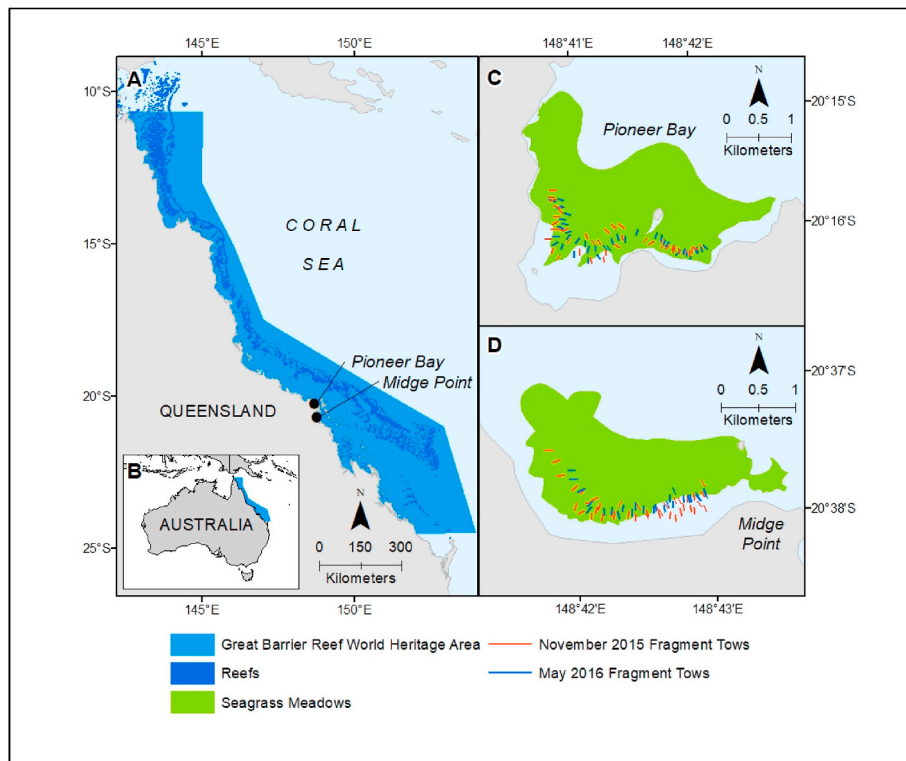 145°E
150°E
A
10°S
15°S
20°S
25°S
CORAL
SEA
Pioneer Bay
Midge Point
QUEENSLAND
B
AUSTRALIA
N
0 150 300
Kilometers
145°E
150°E
148°41'E
148°42'E
C
N
0 0.5 1
Kilometers
Pioneer Bay
20°15'S
20°16'S
D
N
0 0.5 1
Kilometers
20°37'S
20°38'S
Midge
Point
148°42'E
148°43'E
Great Barrier Reef World Heritage Area
Reefs
Seagrass Meadows
November 2015 Fragment Tows
May 2016 Fragment Tows